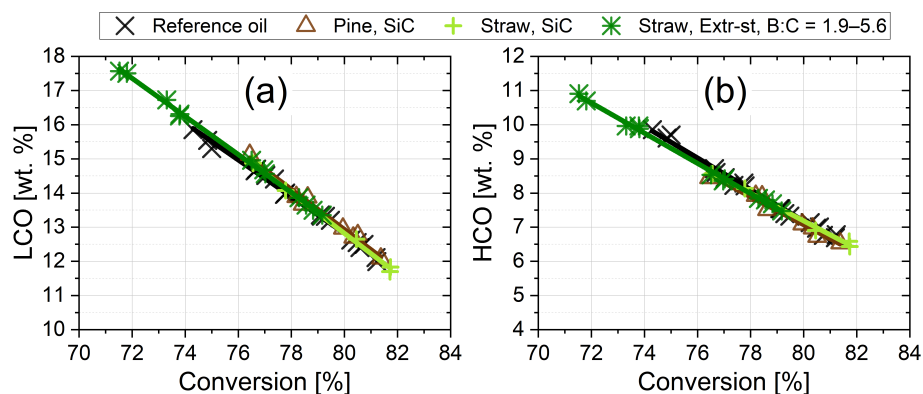 Reference oil Pine, SiC Straw, SiC Straw, Extr-st, B:C = 1.9–5.6
(a)
18
17
16
15
14
13
12
11
10
LCO [wt. %]
70 72 74 76 78 80 82 84
Conversion [%]
(b)
12
11
10
9
8
7
6
5
4
HCO [wt. %]
70 72 74 76 78 80 82 84
Conversion [%]